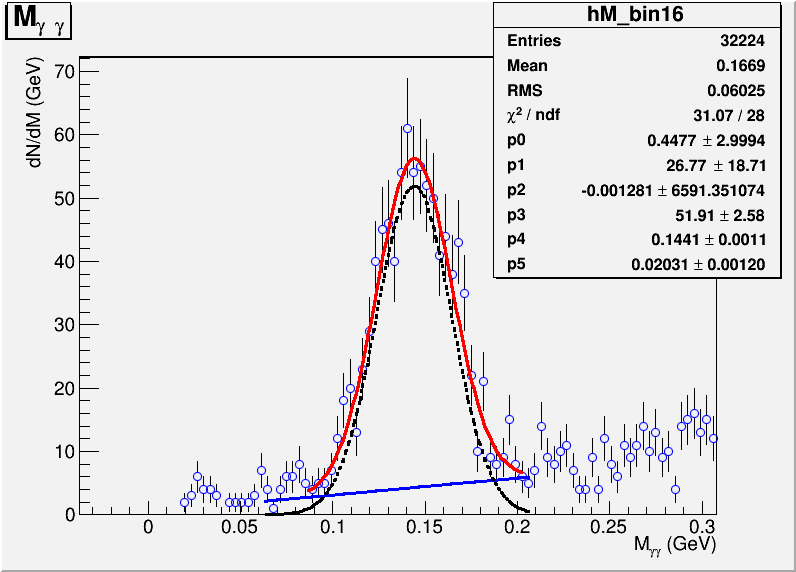 Mγ γ
hM_bin16
Entries 32224
Mean 0.1669
RMS 0.06025
χ² / ndf 31.07 / 28
p0 0.4477 ± 2.9994
p1 26.77 ± 18.71
p2 -0.001281 ± 6591.351074
p3 51.91 ± 2.58
p4 0.1441 ± 0.0011
p5 0.02031 ± 0.00120
dN/dM (GeV)
70
60
50
40
30
20
10
0
0 0.05 0.1 0.15 0.2 0.25 0.3
Mγγ (GeV)